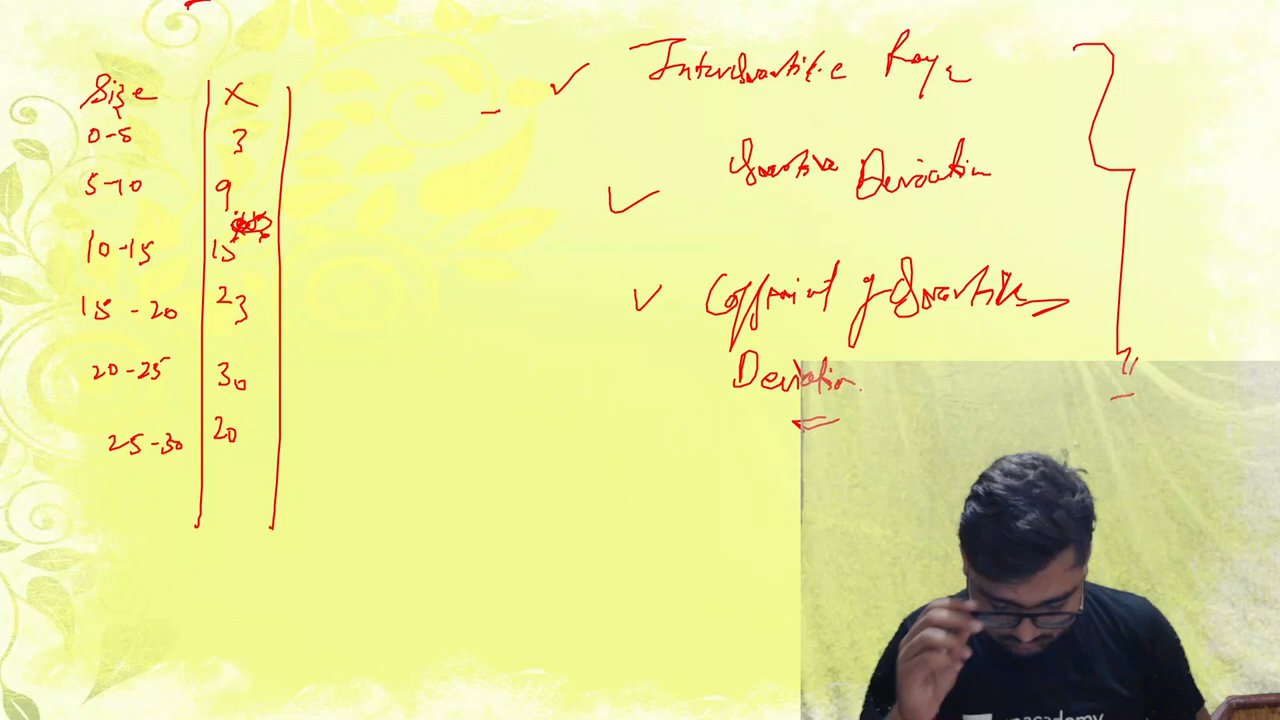 Size X
0-5 3
5-10 9
10-15 15
15-20 23
20-25 30
25-30 20
Interquartile Range
Quartile Deviation
Coefficient of Quartile
Deviation